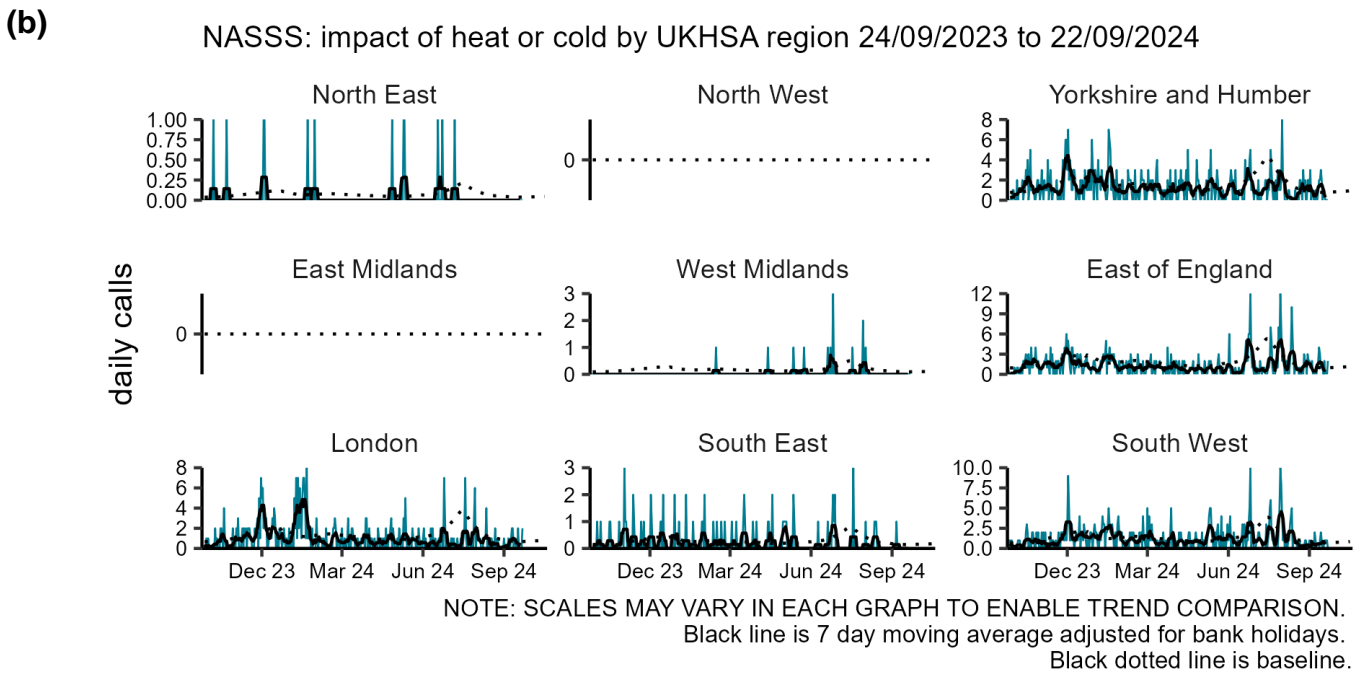 (b)
NASSS: impact of heat or cold by UKHSA region 24/09/2023 to 22/09/2024
daily calls
North East
1.00
0.75
0.50
0.25
0.00
North West
0
Yorkshire and Humber
8
6
4
2
0
East Midlands
0
West Midlands
3
2
1
0
East of England
12
9
6
3
0
London
8
6
4
2
0
Dec 23 Mar 24 Jun 24 Sep 24
South East
3
2
1
0
Dec 23 Mar 24 Jun 24 Sep 24
South West
10.0
7.5
5.0
2.5
0.0
Dec 23 Mar 24 Jun 24 Sep 24
NOTE: SCALES MAY VARY IN EACH GRAPH TO ENABLE TREND COMPARISON.
Black line is 7 day moving average adjusted for bank holidays.
Black dotted line is baseline.